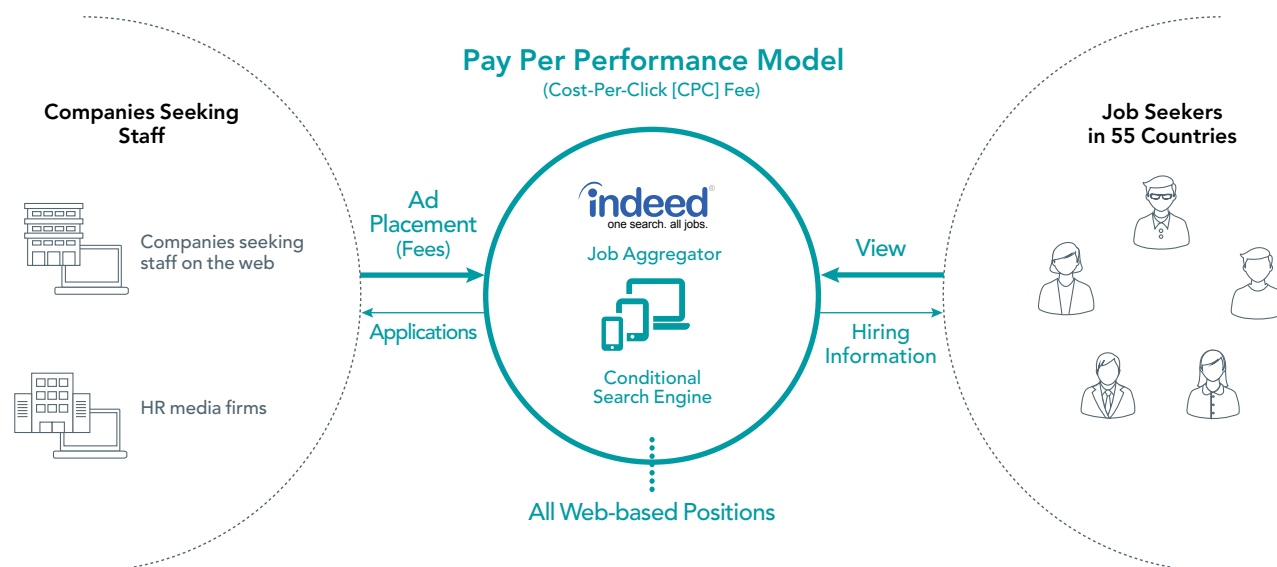 Pay Per Performance Model
(Cost-Per-Click [CPC] Fee)
Companies Seeking
Staff
Companies seeking
staff on the web
HR media firms
Ad
Placement
(Fees)
Applications
indeed®
one search. all jobs.
Job Aggregator
Conditional
Search Engine
All Web-based Positions
View
Hiring
Information
Job Seekers
in 55 Countries